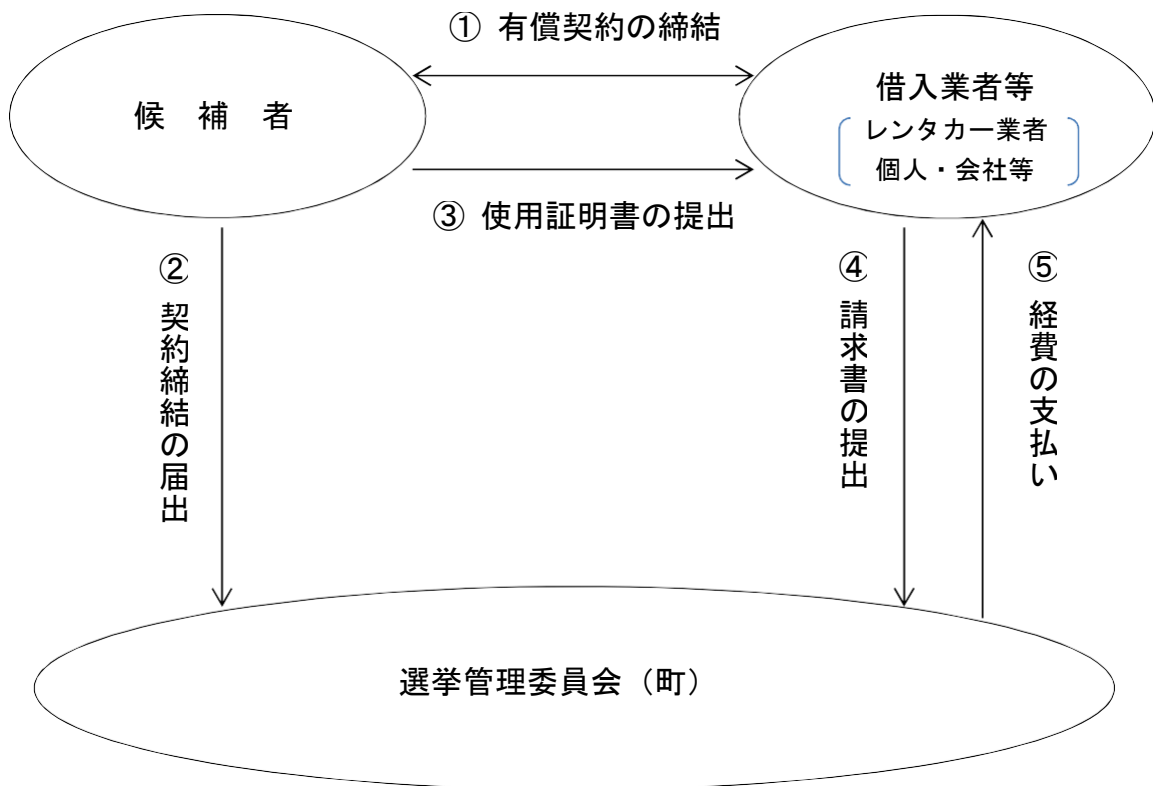 ① 有償契約の締結
候 補 者
借入業者等
レンタカー業者
個人・会社等
③ 使用証明書の提出
② 契約締結の届出
④ 請求書の提出
⑤ 経費の支払い
選挙管理委員会（町）